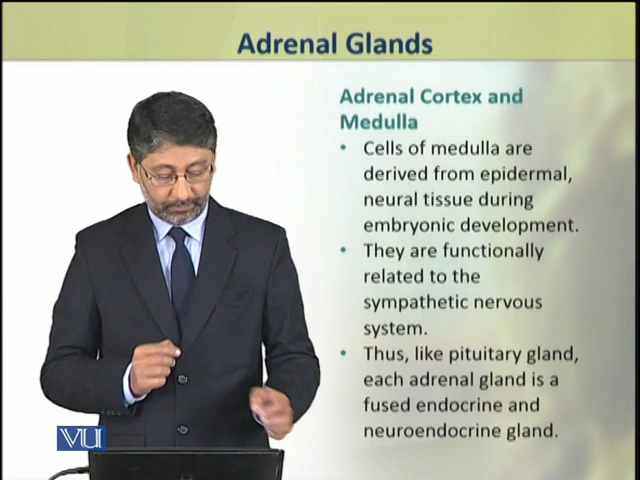 Adrenal Glands
Adrenal Cortex and
Medulla
• Cells of medulla are
derived from epidermal,
neural tissue during
embryonic development.
• They are functionally
related to the
sympathetic nervous
system.
• Thus, like pituitary gland,
each adrenal gland is a
fused endocrine and
neuroendocrine gland.
VU